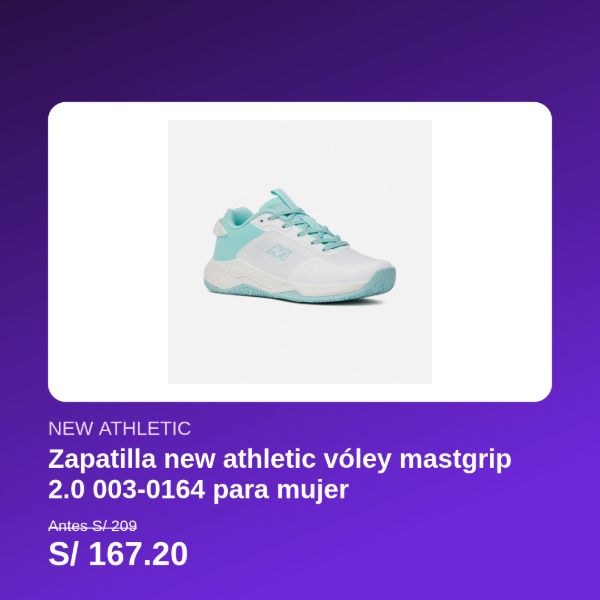 NEW ATHLETIC
Zapatilla new athletic vóley mastgrip
2.0 003-0164 para mujer
Antes S/ 209
S/ 167.20